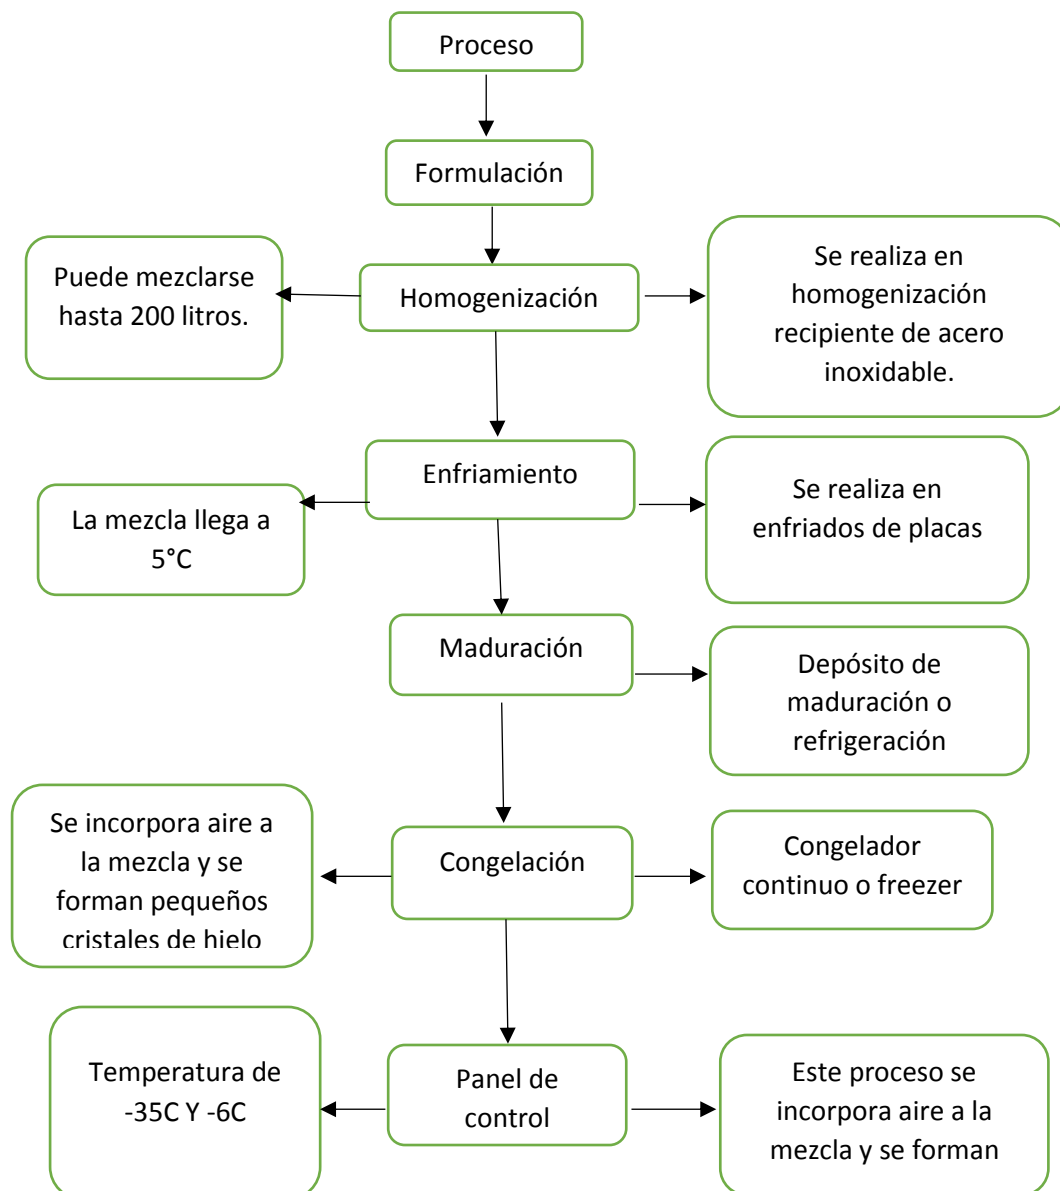 Proceso
Formulación
Puede mezclarse
hasta 200 litros.
Homogenización
Se realiza en
homogenización
recipiente de acero
inoxidable.
Enfriamiento
La mezcla llega a
5°C
Se realiza en
enfriados de placas
Maduración
Depósito de
maduración o
refrigeración
Se incorpora aire a
la mezcla y se
forman pequeños
cristales de hielo
Congelación
Congelador
continuo o freezer
Temperatura de
-35C Y -6C
Panel de
control
Este proceso se
incorpora aire a la
mezcla y se forman